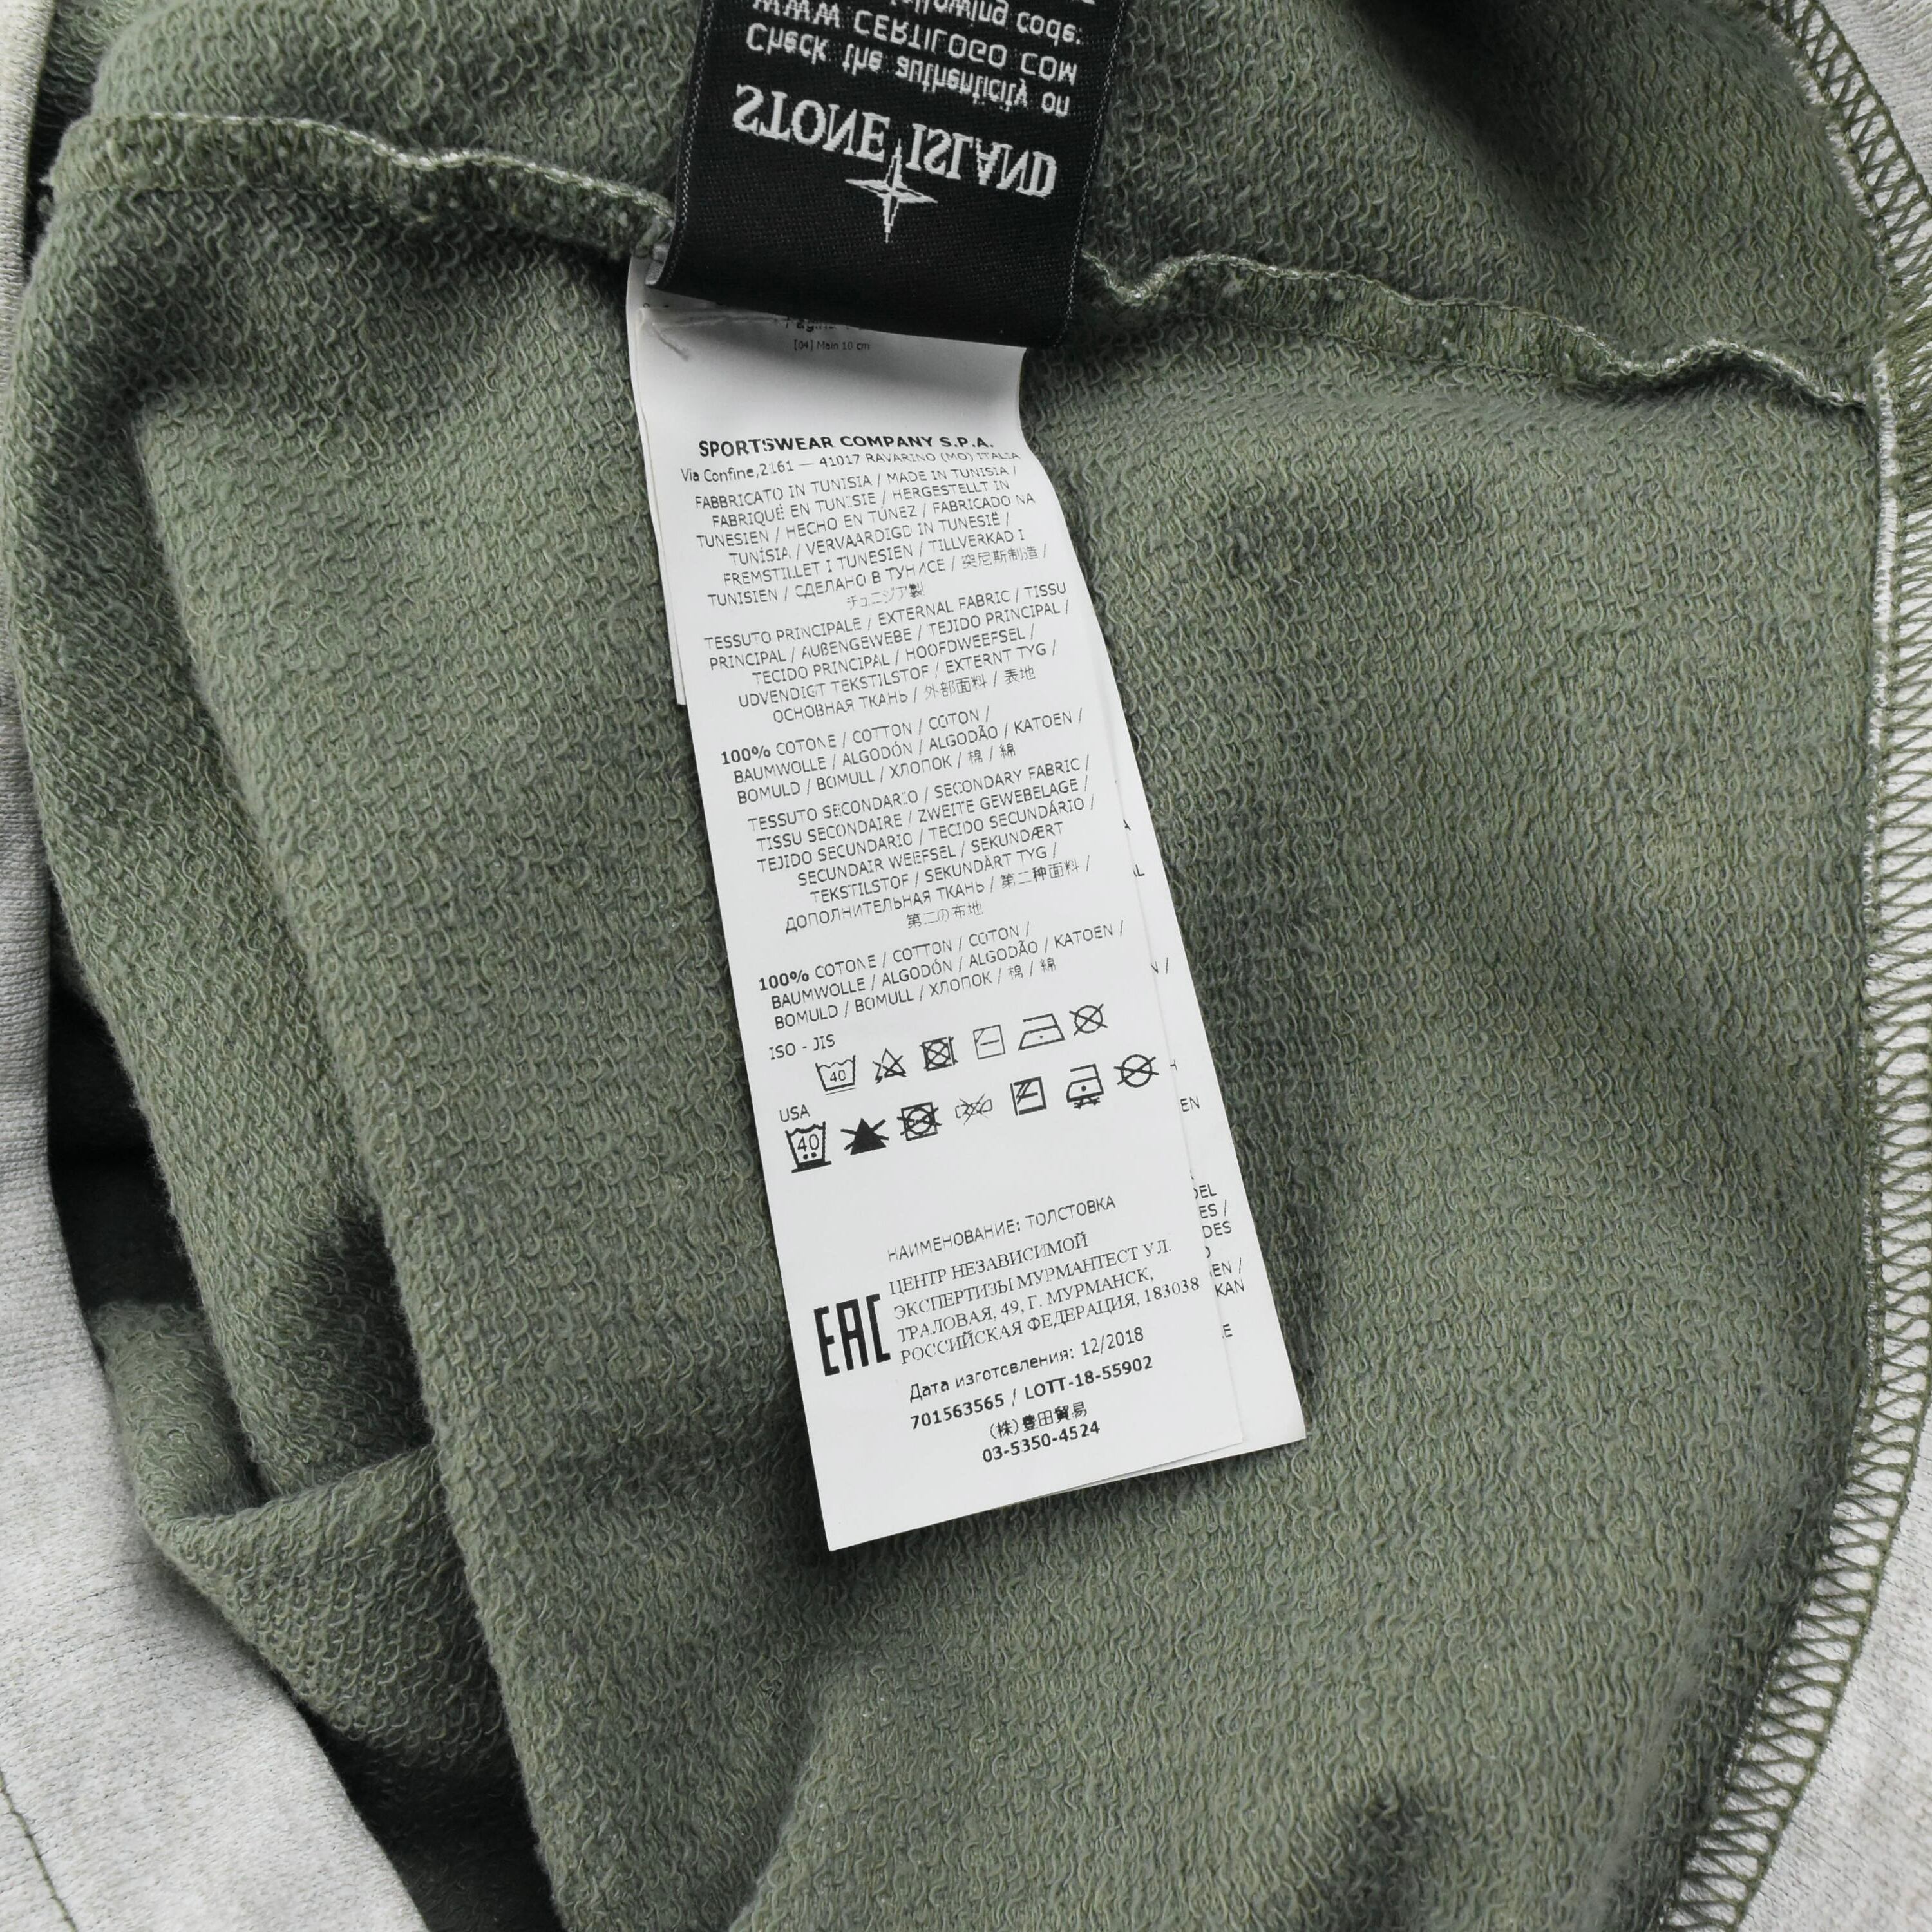 following code:
WWW.CERTILOGO.COM
Check the authenticity on
STONE ISLAND
[04] Main 10 cm
SPORTSWEAR COMPANY S.P.A.
Via Confine,2161 — 41017 RAVARINO (MO) ITALIA
FABBRICATO IN TUNISIA / MADE IN TUNISIA /
FABRIQUÉ EN TUNISIE / HERGESTELLT IN
TUNESIEN / HECHO EN TÚNEZ / FABRICADO NA
TUNÍSIA / VERVAARDIGD IN TUNESIË /
FREMSTILLET I TUNESIEN / TILLVERKAD I
TUNISIEN / СДЕЛАНО В ТУНИСЕ / 突尼斯制造 /
チュニジア製
TESSUTO PRINCIPALE / EXTERNAL FABRIC / TISSU
PRINCIPAL / AUßENGEWEBE / TEJIDO PRINCIPAL /
TECIDO PRINCIPAL / HOOFDWEEFSEL /
UDVENDIGT TEKSTILSTOF / EXTERNT TYG /
ОСНОВНАЯ ТКАНЬ / 外部面料 / 表地
100% COTONE / COTTON / COTON /
BAUMWOLLE / ALGODÓN / ALGODÃO / KATOEN /
BOMULD / BOMULL / ХЛОПОК / 棉 / 綿
TESSUTO SECONDARIO / SECONDARY FABRIC /
TISSU SECONDAIRE / ZWEITE GEWEBELAGE /
TEJIDO SECUNDARIO / TECIDO SECUNDÁRIO /
SECUNDAIR WEEFSEL / SEKUNDÆRT
TEKSTILSTOF / SEKUNDÄRT TYG /
ДОПОЛНИТЕЛЬНАЯ ТКАНЬ / 第二种面料 /
第二の布地
100% COTONE / COTTON / COTON /
BAUMWOLLE / ALGODÓN / ALGODÃO / KATOEN /
BOMULD / BOMULL / ХЛОПОК / 棉 / 綿
ISO - JIS
40
USA
40
НАИМЕНОВАНИЕ: ТОЛСТОВКА
ЦЕНТР НЕЗАВИСИМОЙ
ЭКСПЕРТИЗЫ МУРМАНТЕСТ УЛ.
ТРАЛОВАЯ, 49, Г. МУРМАНСК,
РОССИЙСКАЯ ФЕДЕРАЦИЯ, 183038
EAC
Дата изготовления: 12/2018
701563565 / LOTT-18-55902
(株)豊田貿易
03-5350-4524